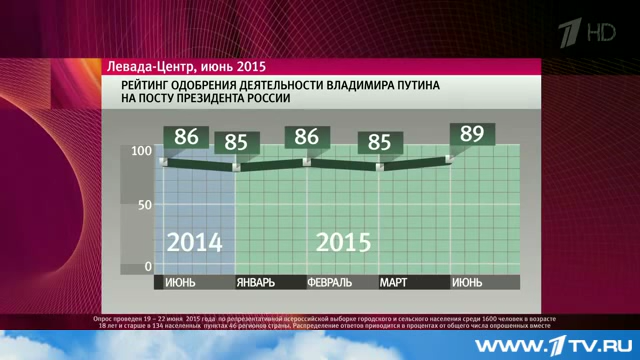 1 HD
Левада-Центр, июнь 2015
РЕЙТИНГ ОДОБРЕНИЯ ДЕЯТЕЛЬНОСТИ ВЛАДИМИРА ПУТИНА
НА ПОСТУ ПРЕЗИДЕНТА РОССИИ
86 85 86 85 89
100
50
0
2014 2015
ИЮНЬ ЯНВАРЬ ФЕВРАЛЬ МАРТ ИЮНЬ
Опрос проведен 19 – 22 июня 2015 года по репрезентативной всероссийской выборке городского и сельского населения среди 1600 человек в возрасте
18 лет и старше в 134 населенных пунктах 46 регионов страны. Распределение ответов приводится в процентах от общего числа опрошенных вместе
www.1TV.RU